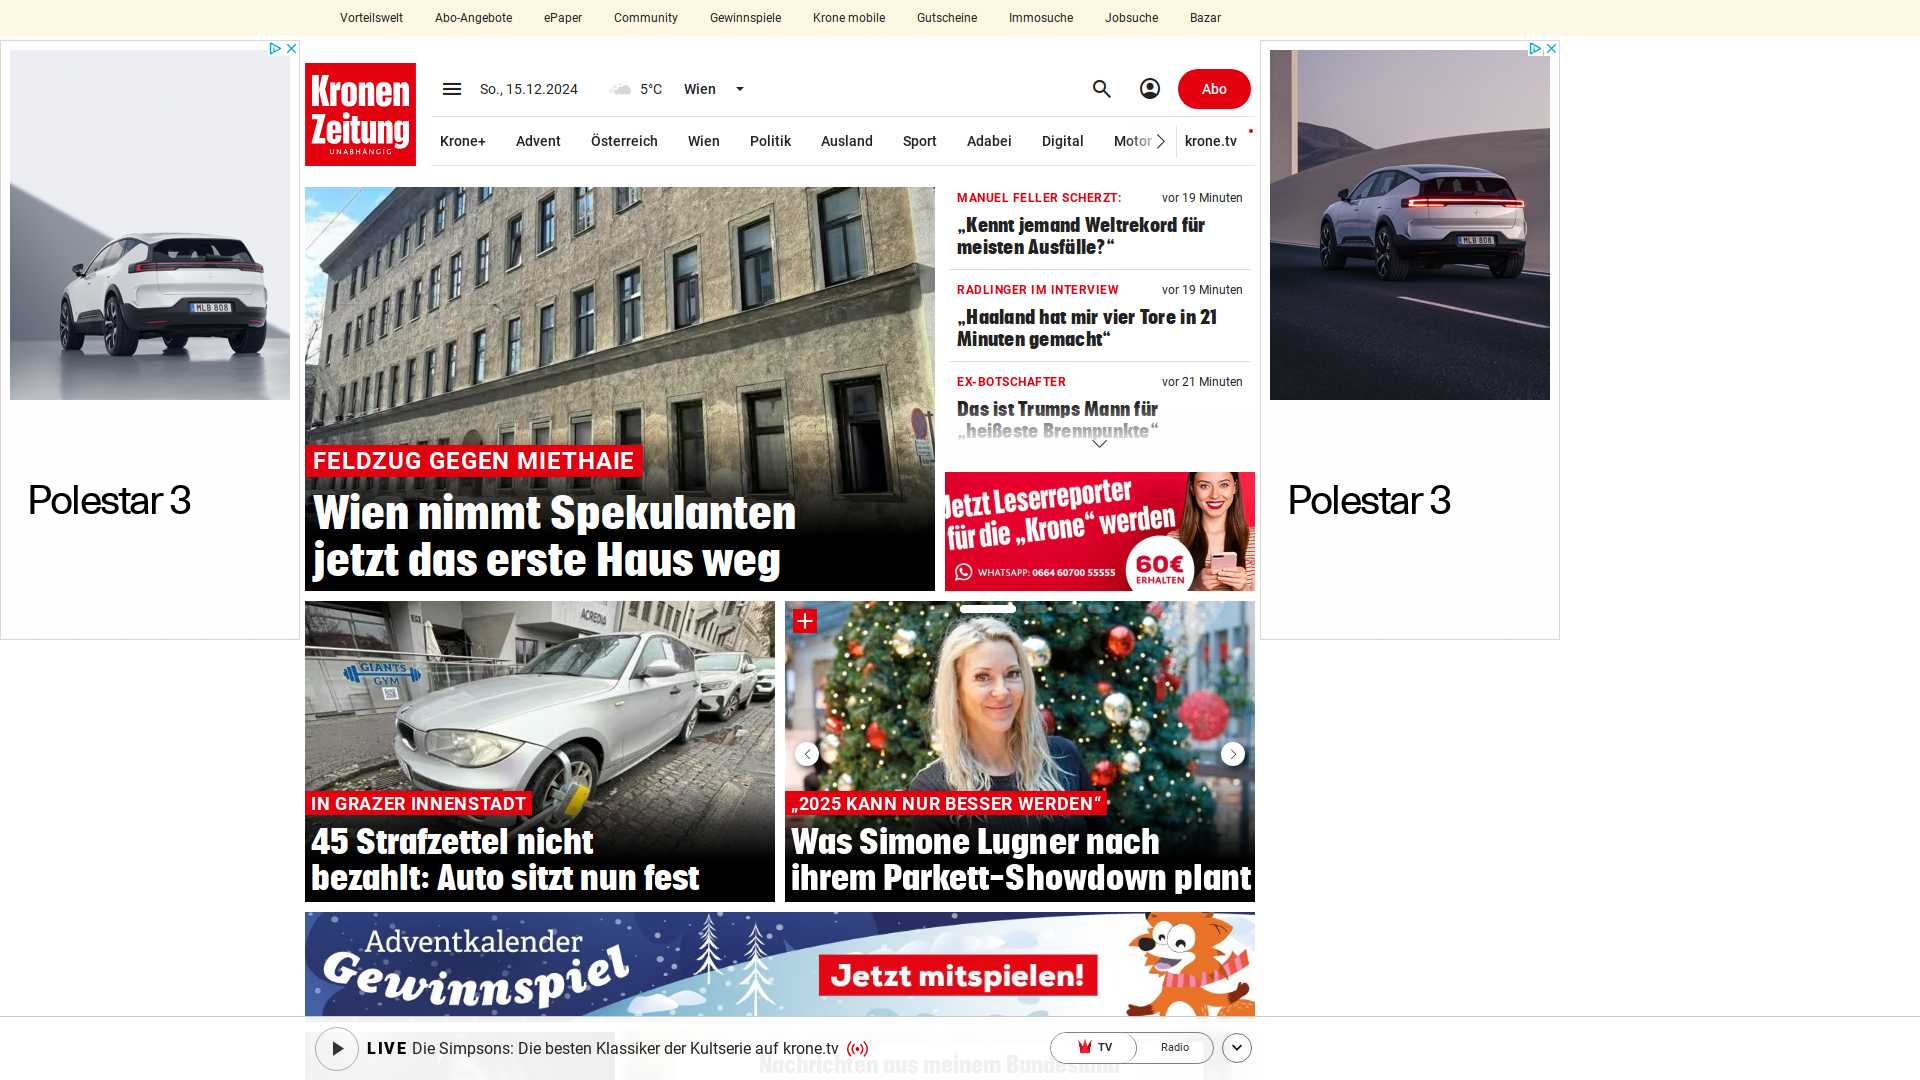 Vorteilswelt Abo-Angebote ePaper Community Gewinnspiele Krone mobile Gutscheine Immosuche Jobsuche Bazar
Kronen
Zeitung
UNABHÄNGIG
So., 15.12.2024 5°C Wien
Abo
Krone+ Advent Österreich Wien Politik Ausland Sport Adabei Digital Motor krone.tv
MLB 808
Polestar 3
FELDZUG GEGEN MIETHAIE
Wien nimmt Spekulanten
jetzt das erste Haus weg
MANUEL FELLER SCHERZT: vor 19 Minuten
„Kennt jemand Weltrekord für
meisten Ausfälle?“
RADLINGER IM INTERVIEW vor 19 Minuten
„Haaland hat mir vier Tore in 21
Minuten gemacht“
EX-BOTSCHAFTER vor 21 Minuten
Das ist Trumps Mann für
„heißeste Brennpunkte“
Jetzt Leserreporter
für die „Krone“ werden
WHATSAPP: 0664 60700 55555
60€
ERHALTEN
MLB 808
Polestar 3
ACREDIA
GIANTS
GYM
IN GRAZER INNENSTADT
45 Strafzettel nicht
bezahlt: Auto sitzt nun fest
„2025 KANN NUR BESSER WERDEN“
Was Simone Lugner nach
ihrem Parkett-Showdown plant
Adventkalender
Gewinnspiel
Jetzt mitspielen!
LIVE Die Simpsons: Die besten Klassiker der Kultserie auf krone.tv
TV Radio
Nachrichten aus meinem Bundesland